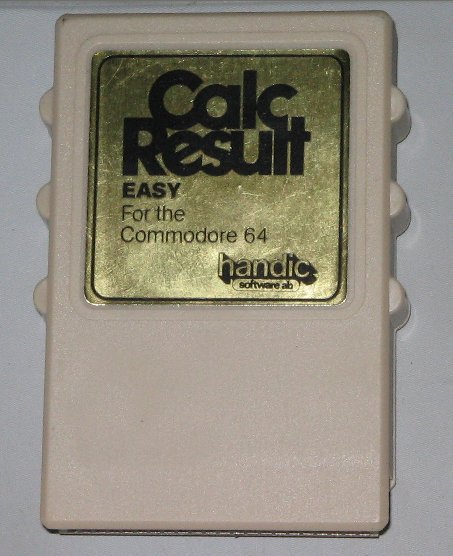 Calc
Result
EASY
For the
Commodore 64
handic
software ab